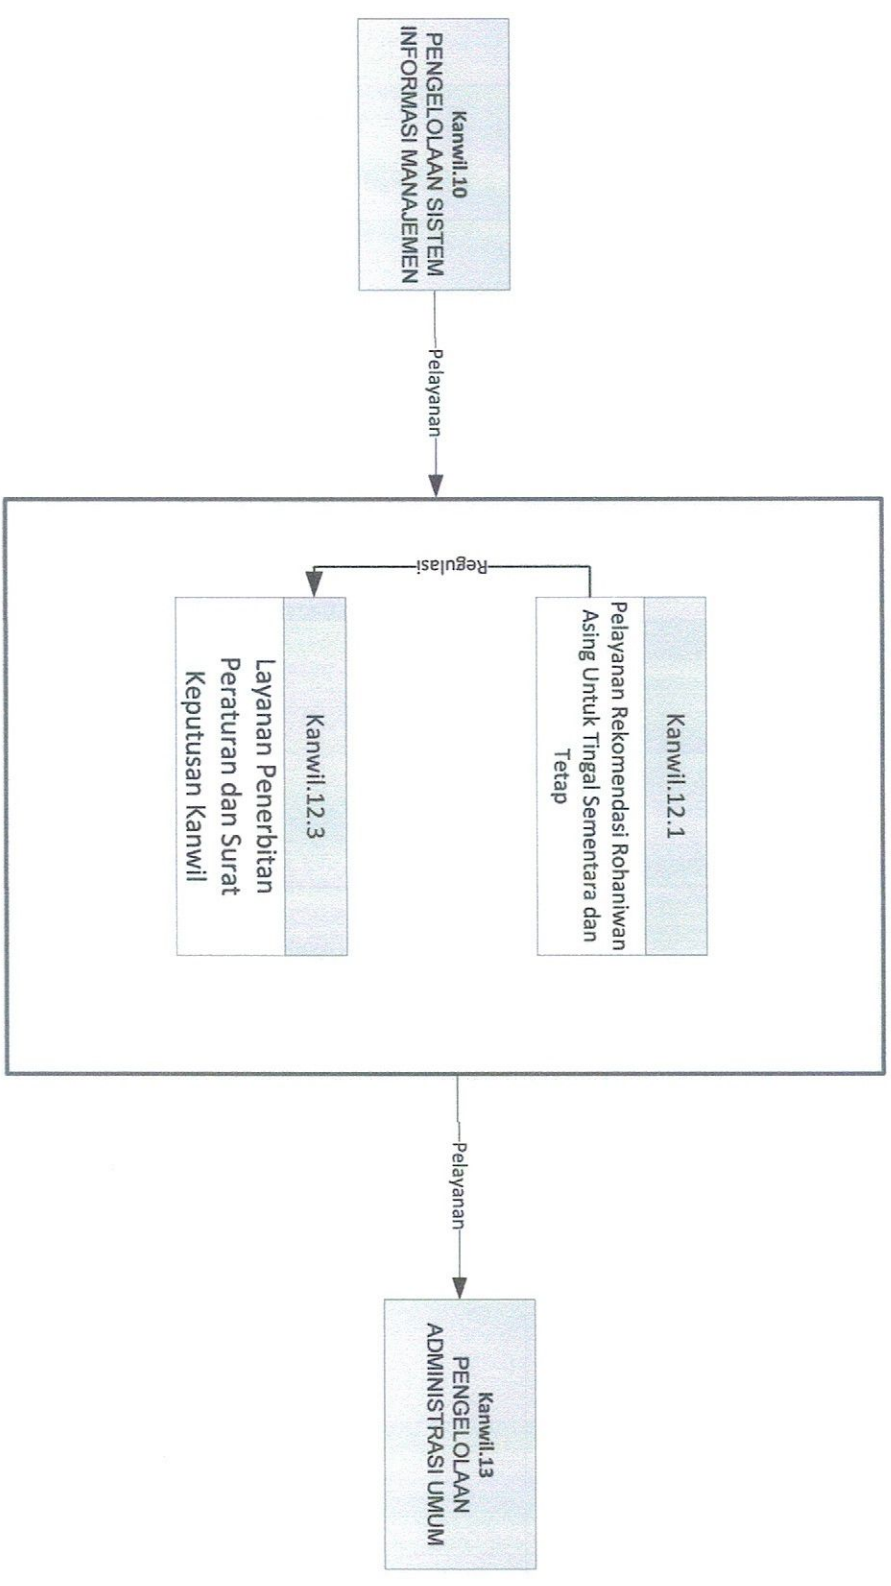 Kanwil.10
PENGELOLAAN SISTEM
INFORMASI MANAJEMEN
Pelayanan
Regulasi
Kanwil.12.1
Pelayanan Rekomendasi Rohaniwan
Asing Untuk Tingal Sementara dan
Tetap
Kanwil.12.3
Layanan Penerbitan
Peraturan dan Surat
Keputusan Kanwil
Pelayanan
Kanwil.13
PENGELOLAAN
ADMINISTRASI UMUM